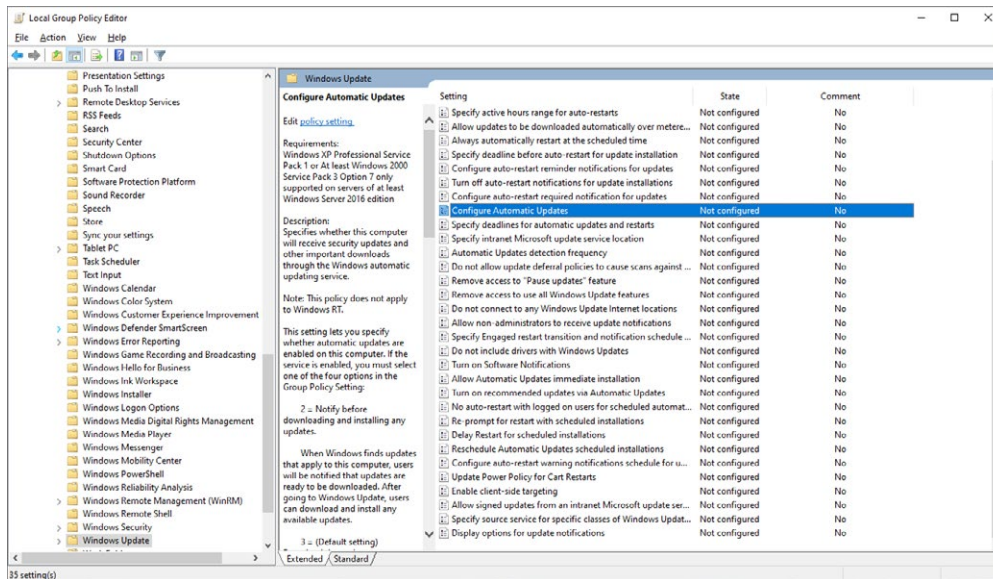 Local Group Policy Editor
File Action View Help
Presentation Settings
Push To Install
Remote Desktop Services
RSS Feeds
Search
Security Center
Shutdown Options
Smart Card
Software Protection Platform
Sound Recorder
Speech
Store
Sync your settings
Tablet PC
Task Scheduler
Text Input
Windows Calendar
Windows Color System
Windows Customer Experience Improvement
Windows Defender SmartScreen
Windows Error Reporting
Windows Game Recording and Broadcasting
Windows Hello for Business
Windows Ink Workspace
Windows Installer
Windows Logon Options
Windows Media Digital Rights Management
Windows Media Player
Windows Messenger
Windows Mobility Center
Windows PowerShell
Windows Reliability Analysis
Windows Remote Management (WinRM)
Windows Remote Shell
Windows Security
Windows Update
Windows Update
Configure Automatic Updates
Edit policy setting
Requirements:
Windows XP Professional Service
Pack 1 or At least Windows 2000
Service Pack 3 Option 7 only
supported on servers of at least
Windows Server 2016 edition
Description:
Specifies whether this computer
will receive security updates and
other important downloads
through the Windows automatic
updating service.
Note: This policy does not apply
to Windows RT.
This setting lets you specify
whether automatic updates are
enabled on this computer. If the
service is enabled, you must select
one of the four options in the
Group Policy Setting:
2 = Notify before
downloading and installing any
updates.
When Windows finds updates
that apply to this computer, users
will be notified that updates are
ready to be downloaded. After
going to Windows Update, users
can download and install any
available updates.
3 = (Default setting)
Setting State Comment
Specify active hours range for auto-restarts Not configured No
Allow updates to be downloaded automatically over metere... Not configured No
Always automatically restart at the scheduled time Not configured No
Specify deadline before auto-restart for update installation Not configured No
Configure auto-restart reminder notifications for updates Not configured No
Turn off auto-restart notifications for update installations Not configured No
Configure auto-restart required notification for updates Not configured No
Configure Automatic Updates Not configured No
Specify deadlines for automatic updates and restarts Not configured No
Specify intranet Microsoft update service location Not configured No
Automatic Updates detection frequency Not configured No
Do not allow update deferral policies to cause scans against ... Not configured No
Remove access to "Pause updates" feature Not configured No
Remove access to use all Windows Update features Not configured No
Do not connect to any Windows Update Internet locations Not configured No
Allow non-administrators to receive update notifications Not configured No
Specify Engaged restart transition and notification schedule ... Not configured No
Do not include drivers with Windows Updates Not configured No
Turn on Software Notifications Not configured No
Allow Automatic Updates immediate installation Not configured No
Turn on recommended updates via Automatic Updates Not configured No
No auto-restart with logged on users for scheduled automat... Not configured No
Re-prompt for restart with scheduled installations Not configured No
Delay Restart for scheduled installations Not configured No
Reschedule Automatic Updates scheduled installations Not configured No
Configure auto-restart warning notifications schedule for u... Not configured No
Update Power Policy for Cart Restarts Not configured No
Enable client-side targeting Not configured No
Allow signed updates from an intranet Microsoft update ser... Not configured No
Specify source service for specific classes of Windows Updat... Not configured No
Display options for update notifications Not configured No
Extended Standard
35 setting(s)